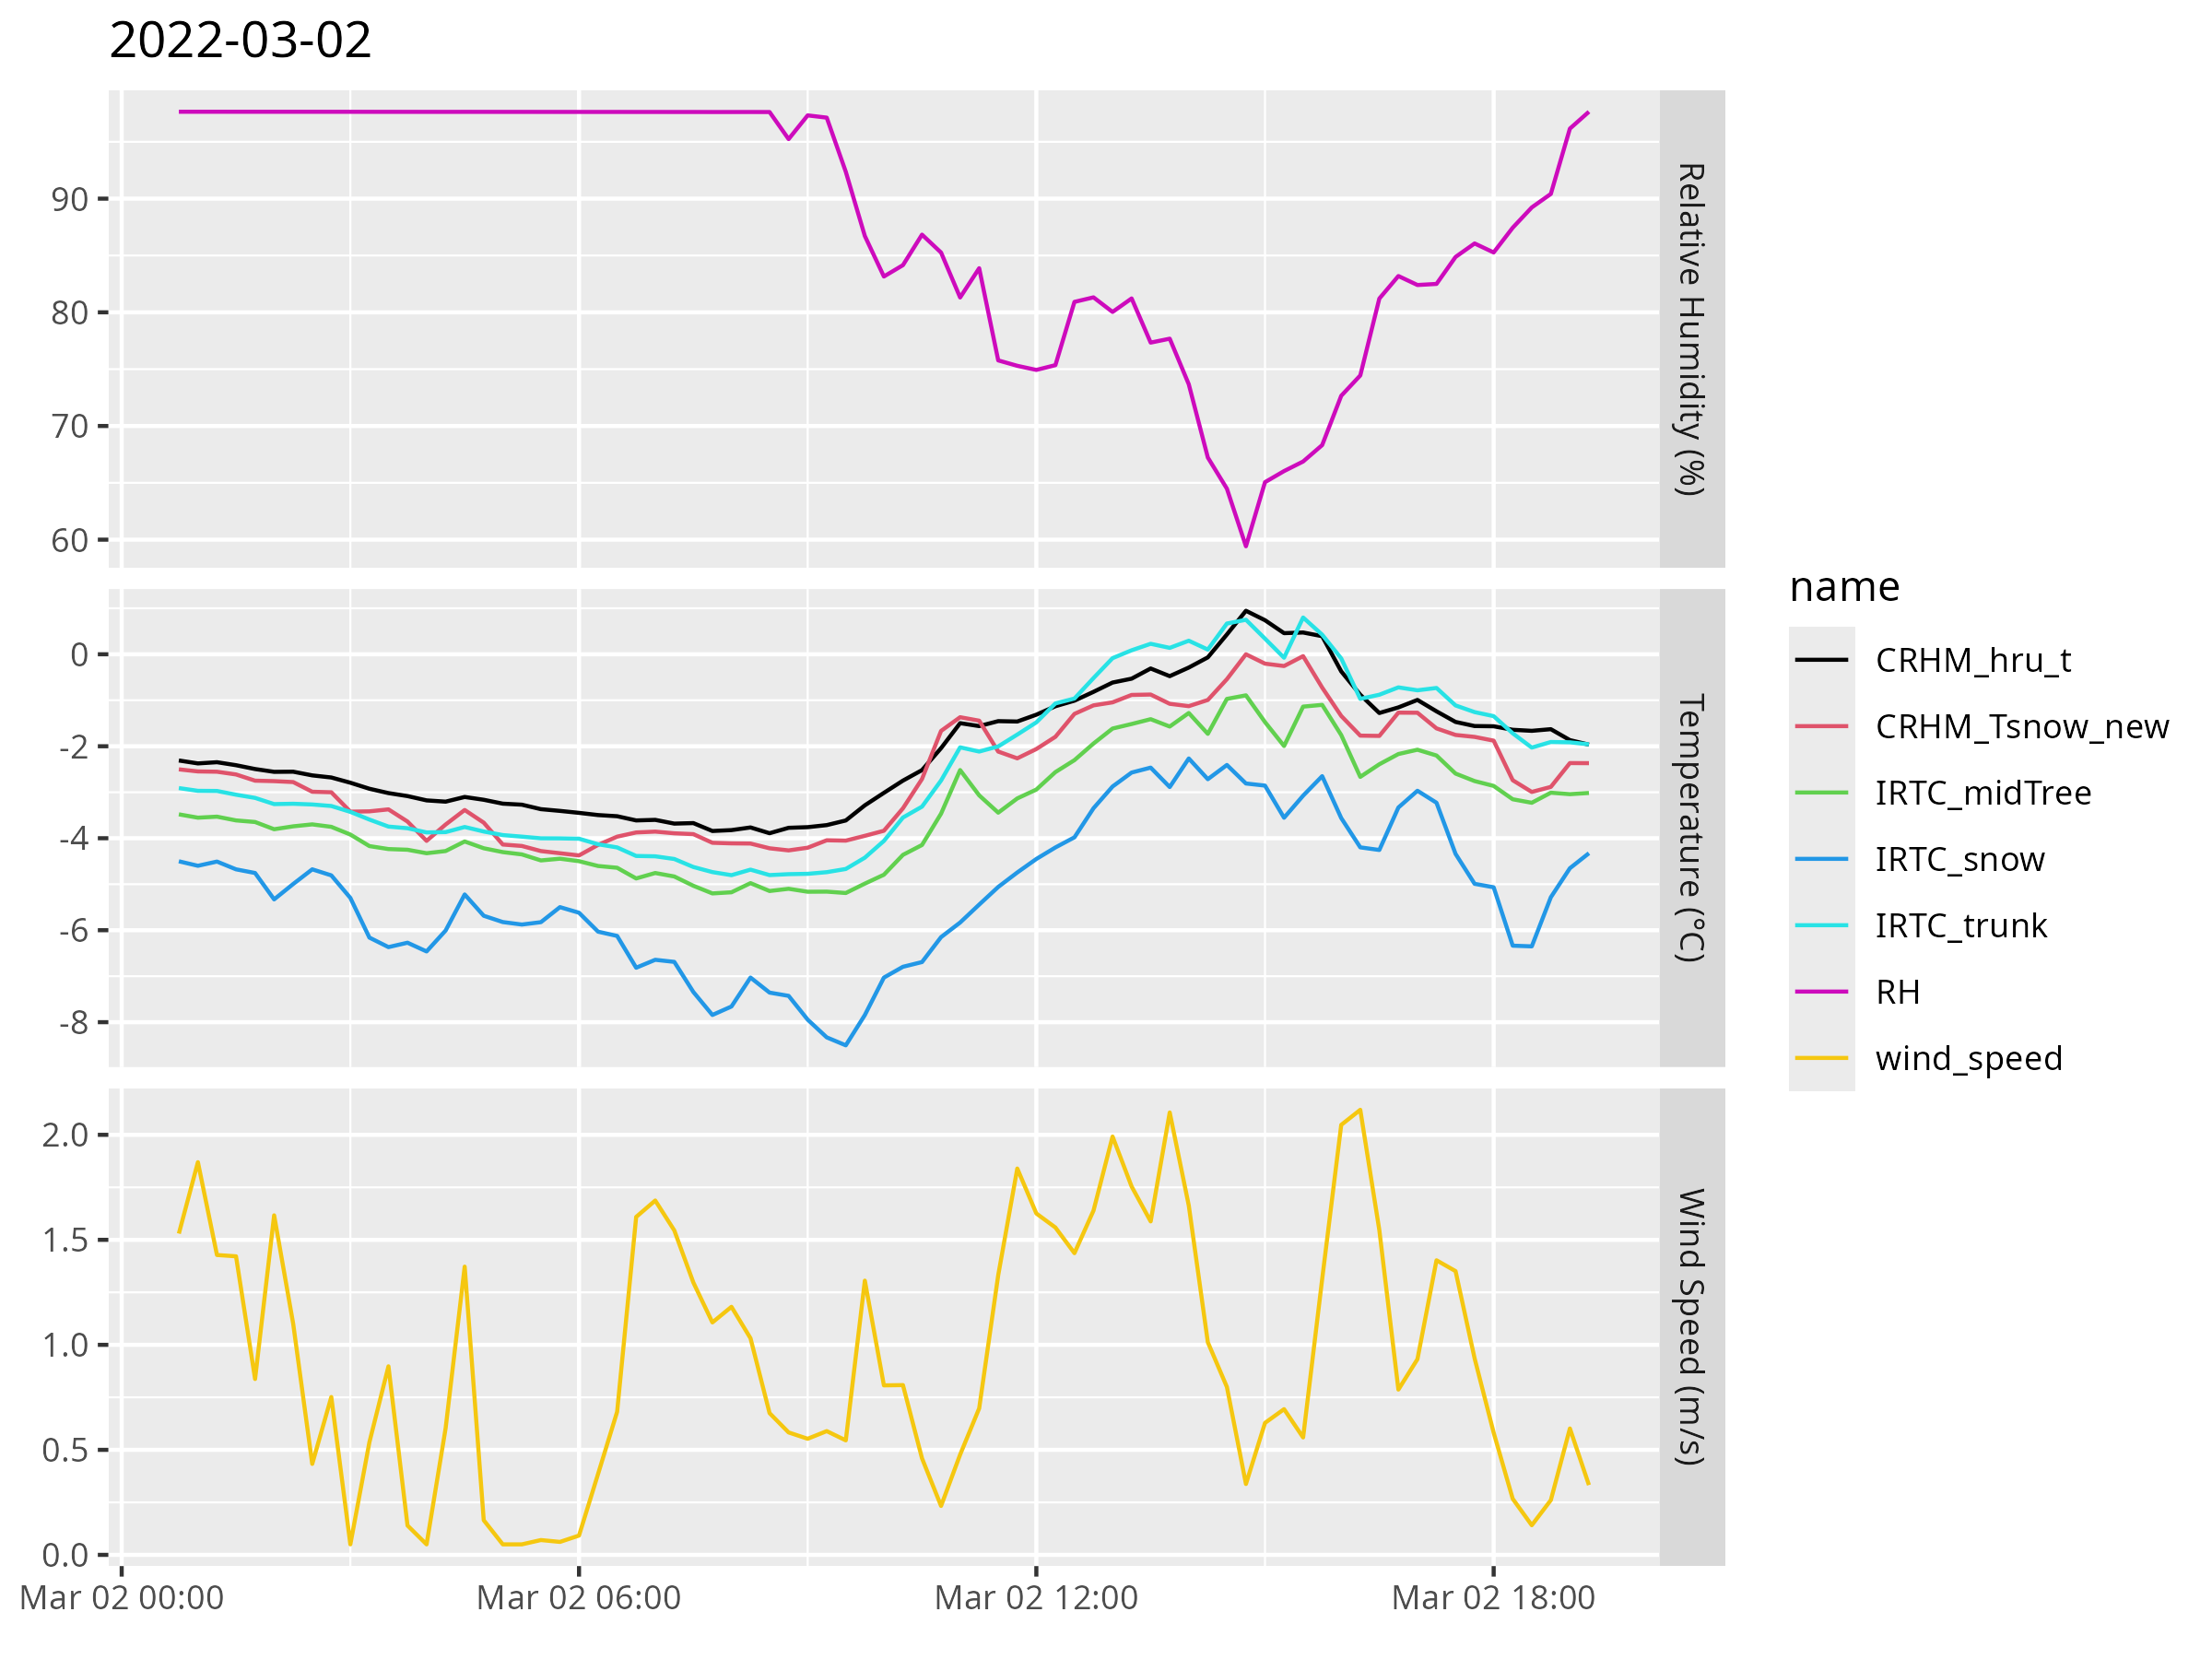 2022-03-02
90
80
70
60
Relative Humidity (%)
0
-2
-4
-6
-8
Temperature (°C)
2.0
1.5
1.0
0.5
0.0
Wind Speed (m/s)
Mar 02 00:00
Mar 02 06:00
Mar 02 12:00
Mar 02 18:00
name
CRHM_hru_t
CRHM_Tsnow_new
IRTC_midTree
IRTC_snow
IRTC_trunk
RH
wind_speed